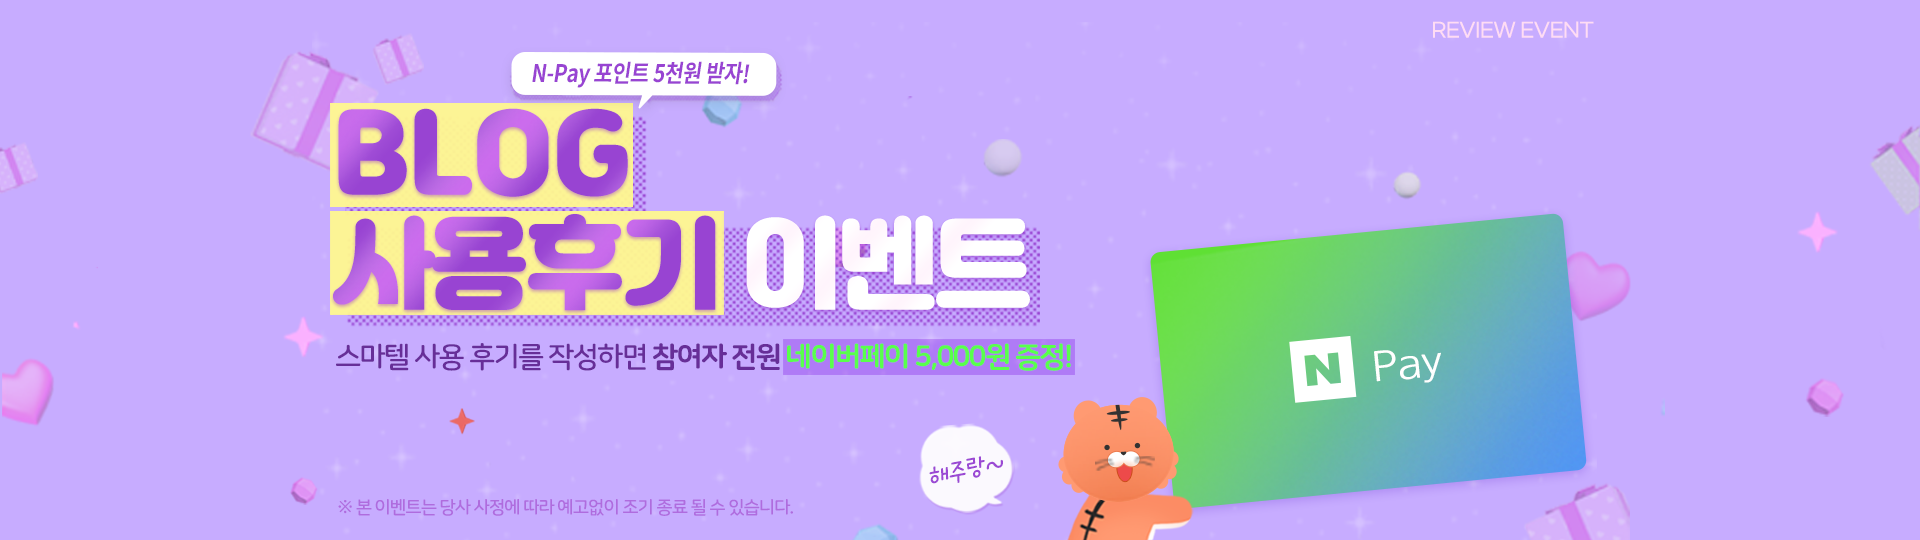 REVIEW EVENT
N-Pay 포인트 5천원 받자!
BLOG
사용후기 이벤트
스마텔 사용 후기를 작성하면 참여자 전원 네이버페이 5,000원 증정!
N Pay
해주랑~
※ 본 이벤트는 당사 사정에 따라 예고없이 조기 종료 될 수 있습니다.